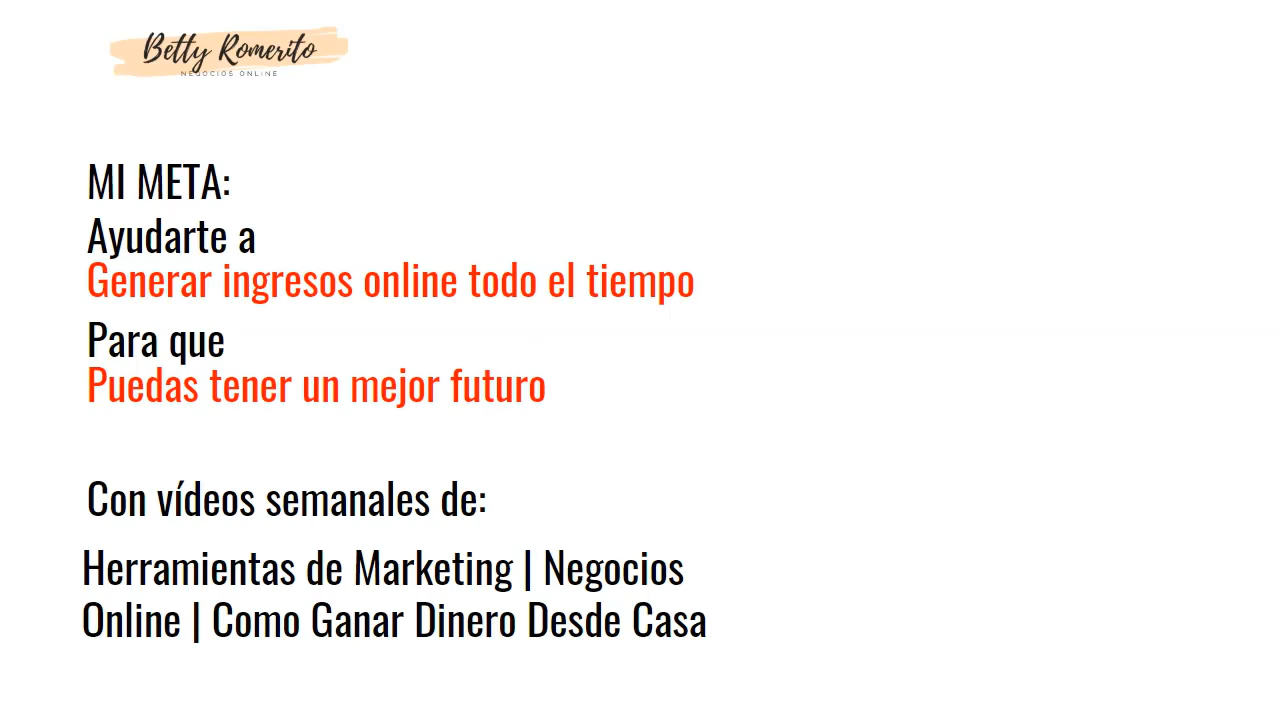 Betty Romerito
NEGOCIOS ONLINE
MI META:
Ayudarte a
Generar ingresos online todo el tiempo
Para que
Puedas tener un mejor futuro
Con vídeos semanales de:
Herramientas de Marketing | Negocios
Online | Como Ganar Dinero Desde Casa